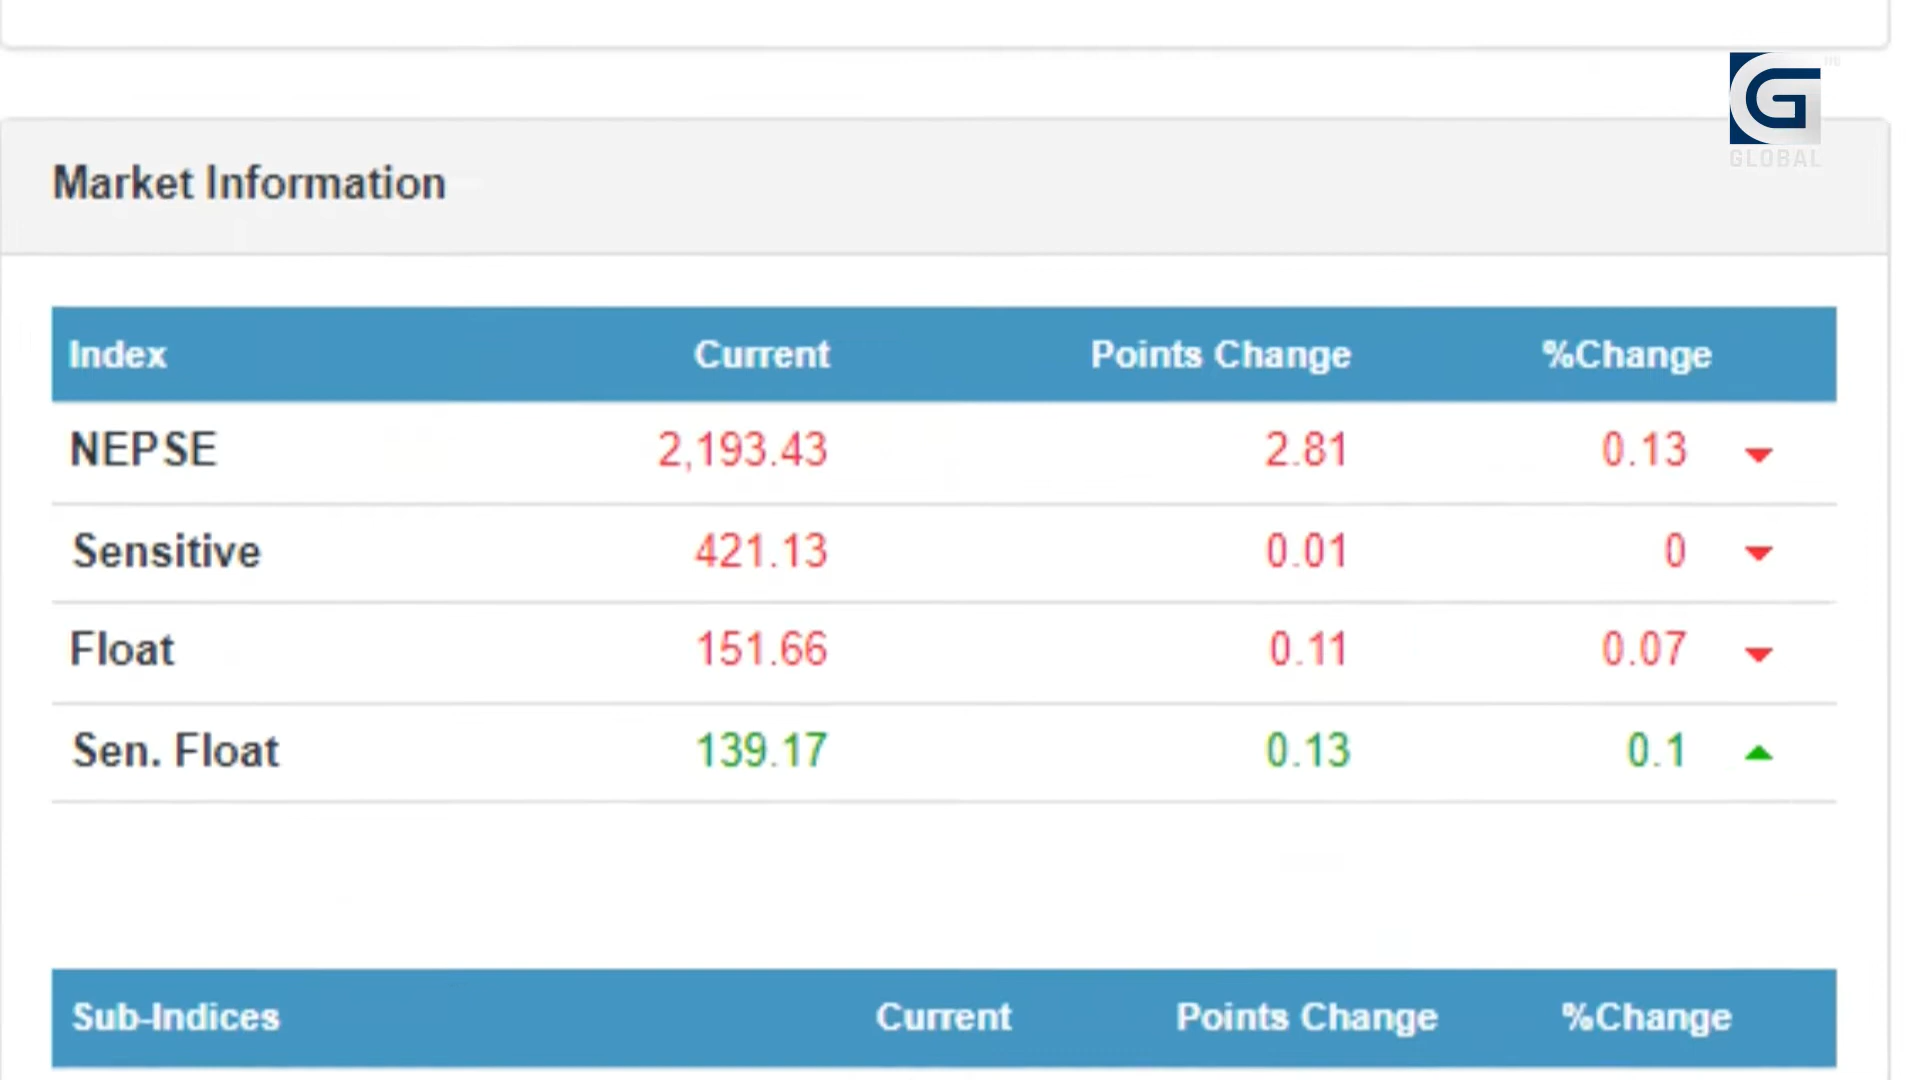 GLOBAL
Market Information
Index Current Points Change %Change
NEPSE 2,193.43 2.81 0.13
Sensitive 421.13 0.01 0
Float 151.66 0.11 0.07
Sen. Float 139.17 0.13 0.1
Sub-Indices Current Points Change %Change